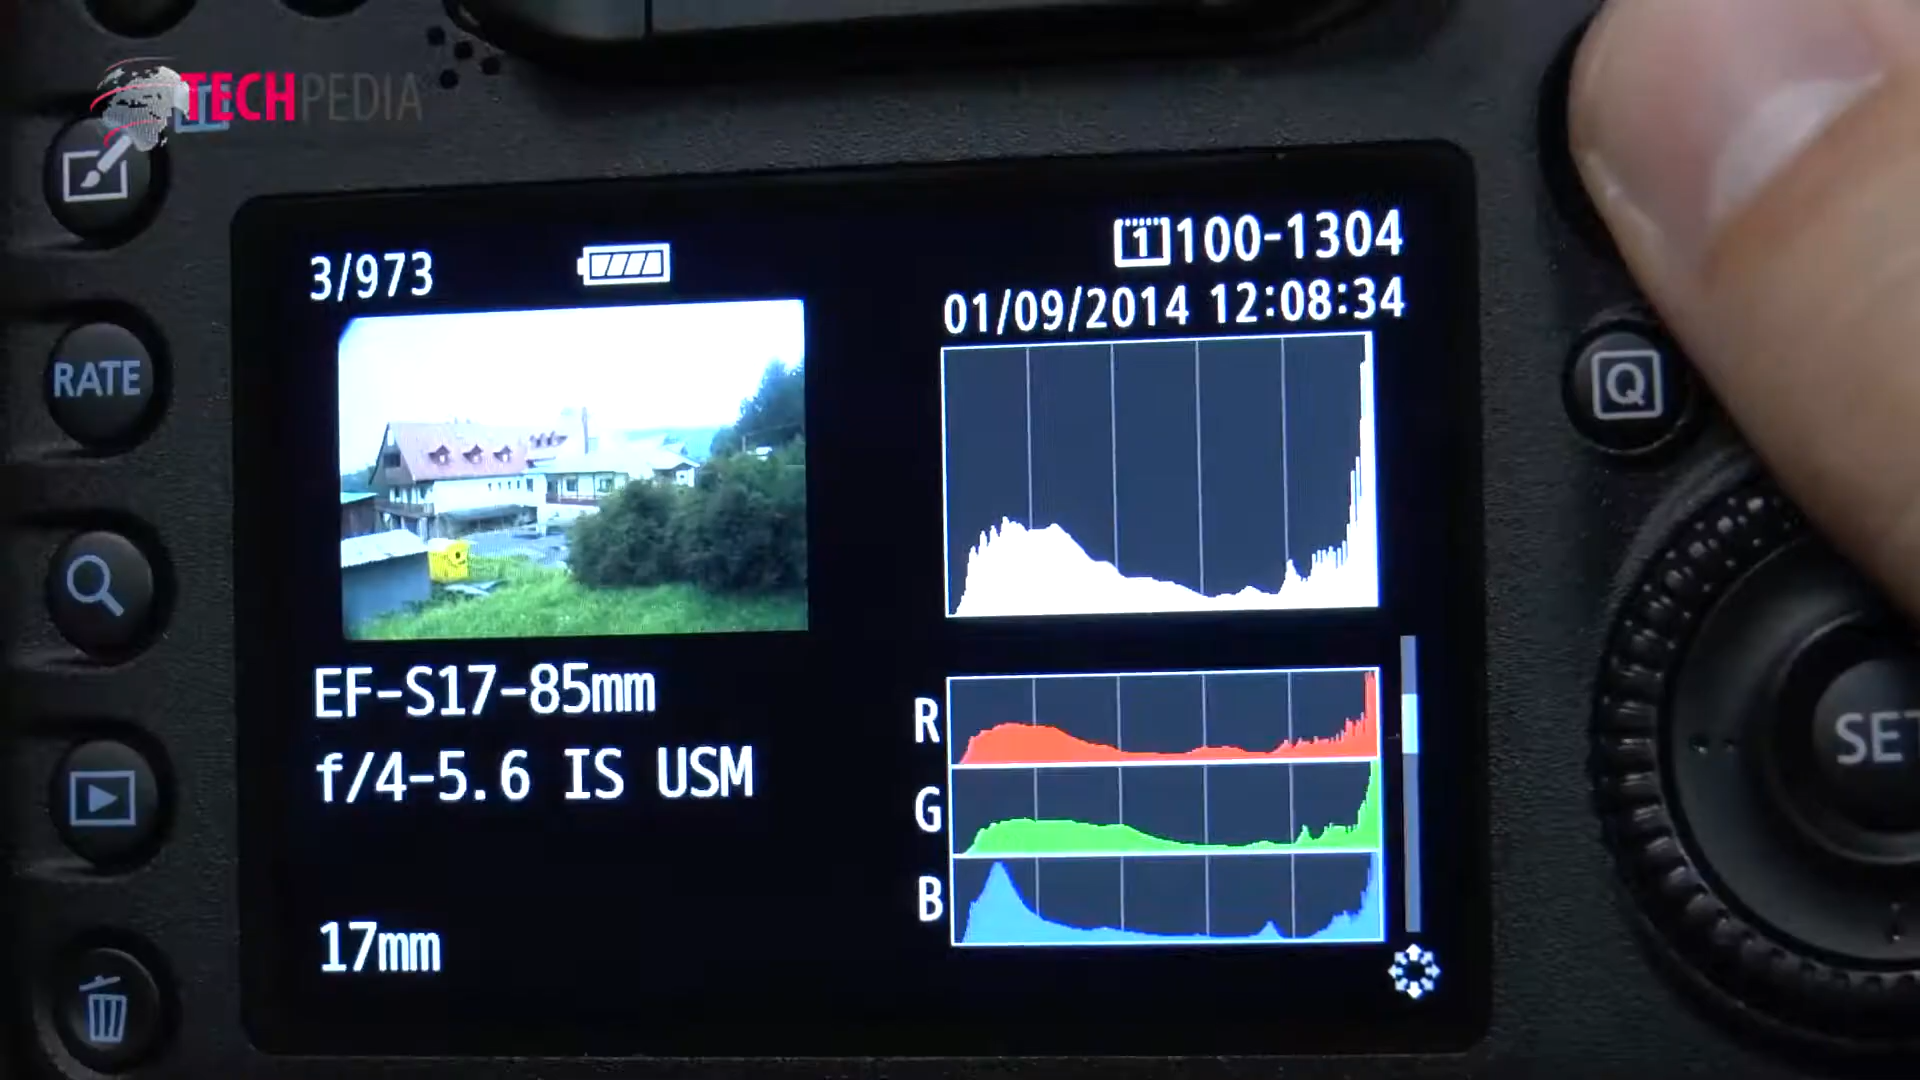 TECHPEDIA
3/973
1 100-1304
01/09/2014 12:08:34
RATE
Q
EF-S17-85mm
f/4-5.6 IS USM
R
G
B
SET
17mm